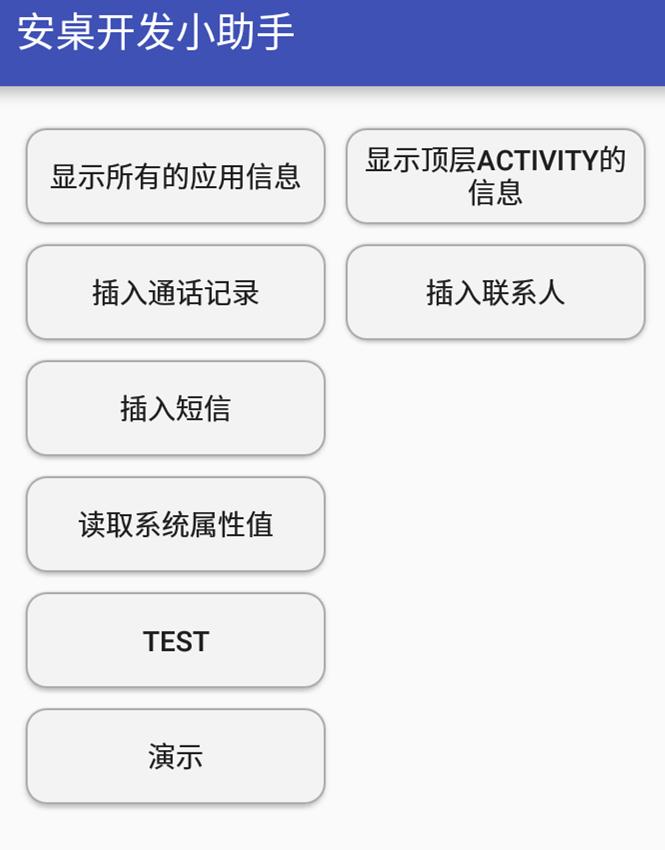 安桌开发小助手
显示所有的应用信息
显示顶层ACTIVITY的
信息
插入通话记录
插入联系人
插入短信
读取系统属性值
TEST
演示